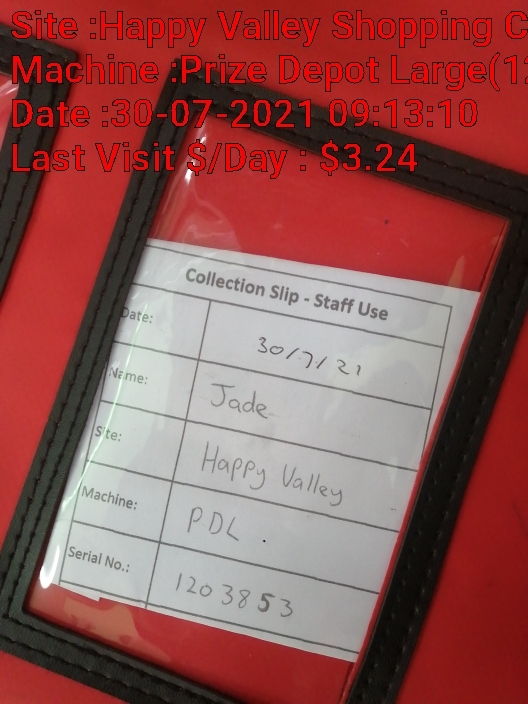 Site :Happy Valley Shopping C
Machine :Prize Depot Large(12
Date :30-07-2021 09:13:10
Last Visit $/Day : $3.24
Collection Slip - Staff Use
Date: 30/7/21
Name: Jade
Site: Happy Valley
Machine: PDL.
Serial No.: 1203853